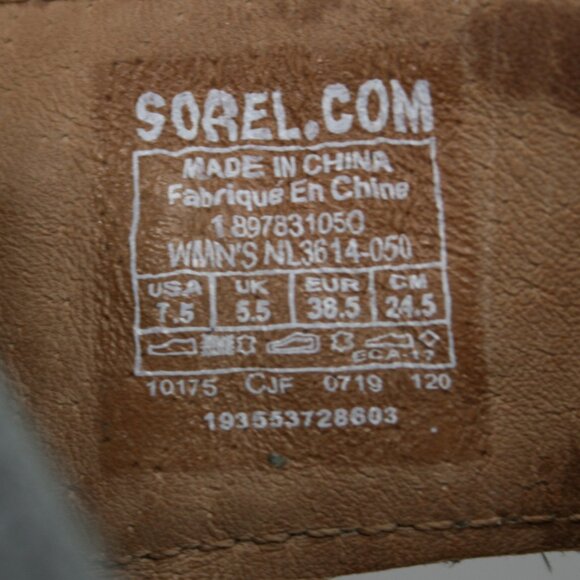 SOREL.COM
MADE IN CHINA
Fabriqué En Chine
1 897831050
WMN'S NL3614-050
USA UK EUR CM
7.5 5.5 38.5 24.5
ECA-17
10175 CJF 0719 120
193553728603